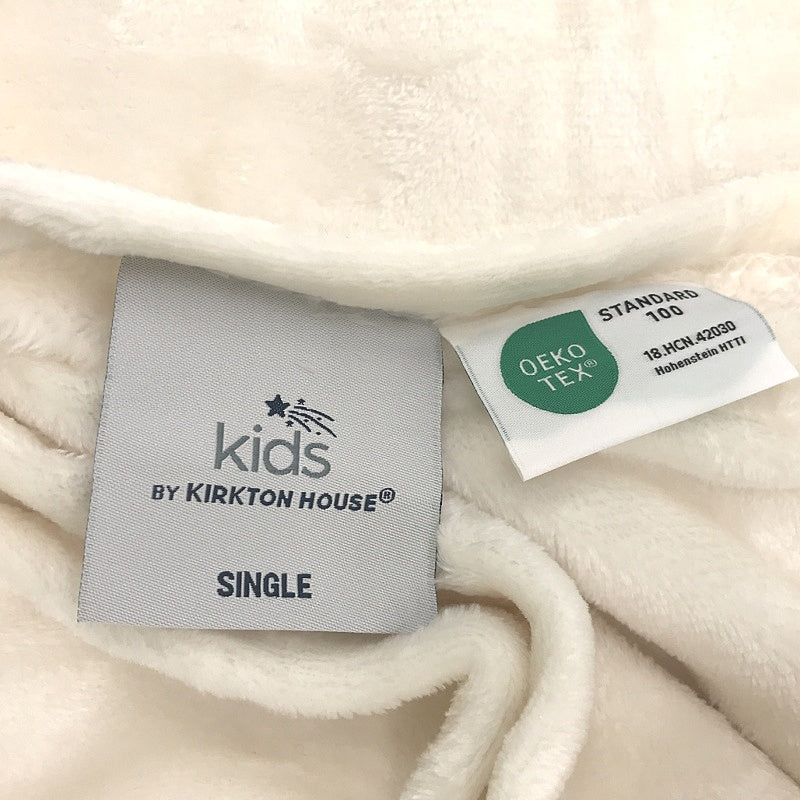 kids
BY KIRKTON HOUSE®
SINGLE
OEKO
TEX®
STANDARD
100
18.HCN.42030
Hohenstein HTTI